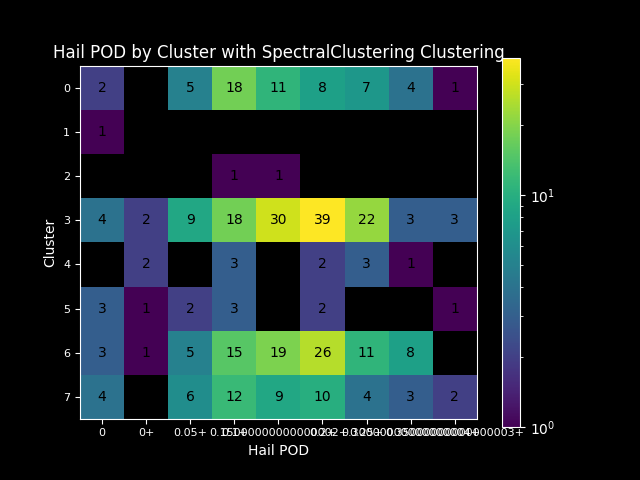 Hail POD by Cluster with SpectralClustering Clustering
0 2 5 18 11 8 7 4 1
1 1
2 1 1
3 4 2 9 18 30 39 22 3 3
4 2 3 2 3 1
5 3 1 2 3 2 1
6 3 1 5 15 19 26 11 8
7 4 6 12 9 10 4 3 2
0 0+ 0.05+
Hail POD
Cluster
10¹
10⁰